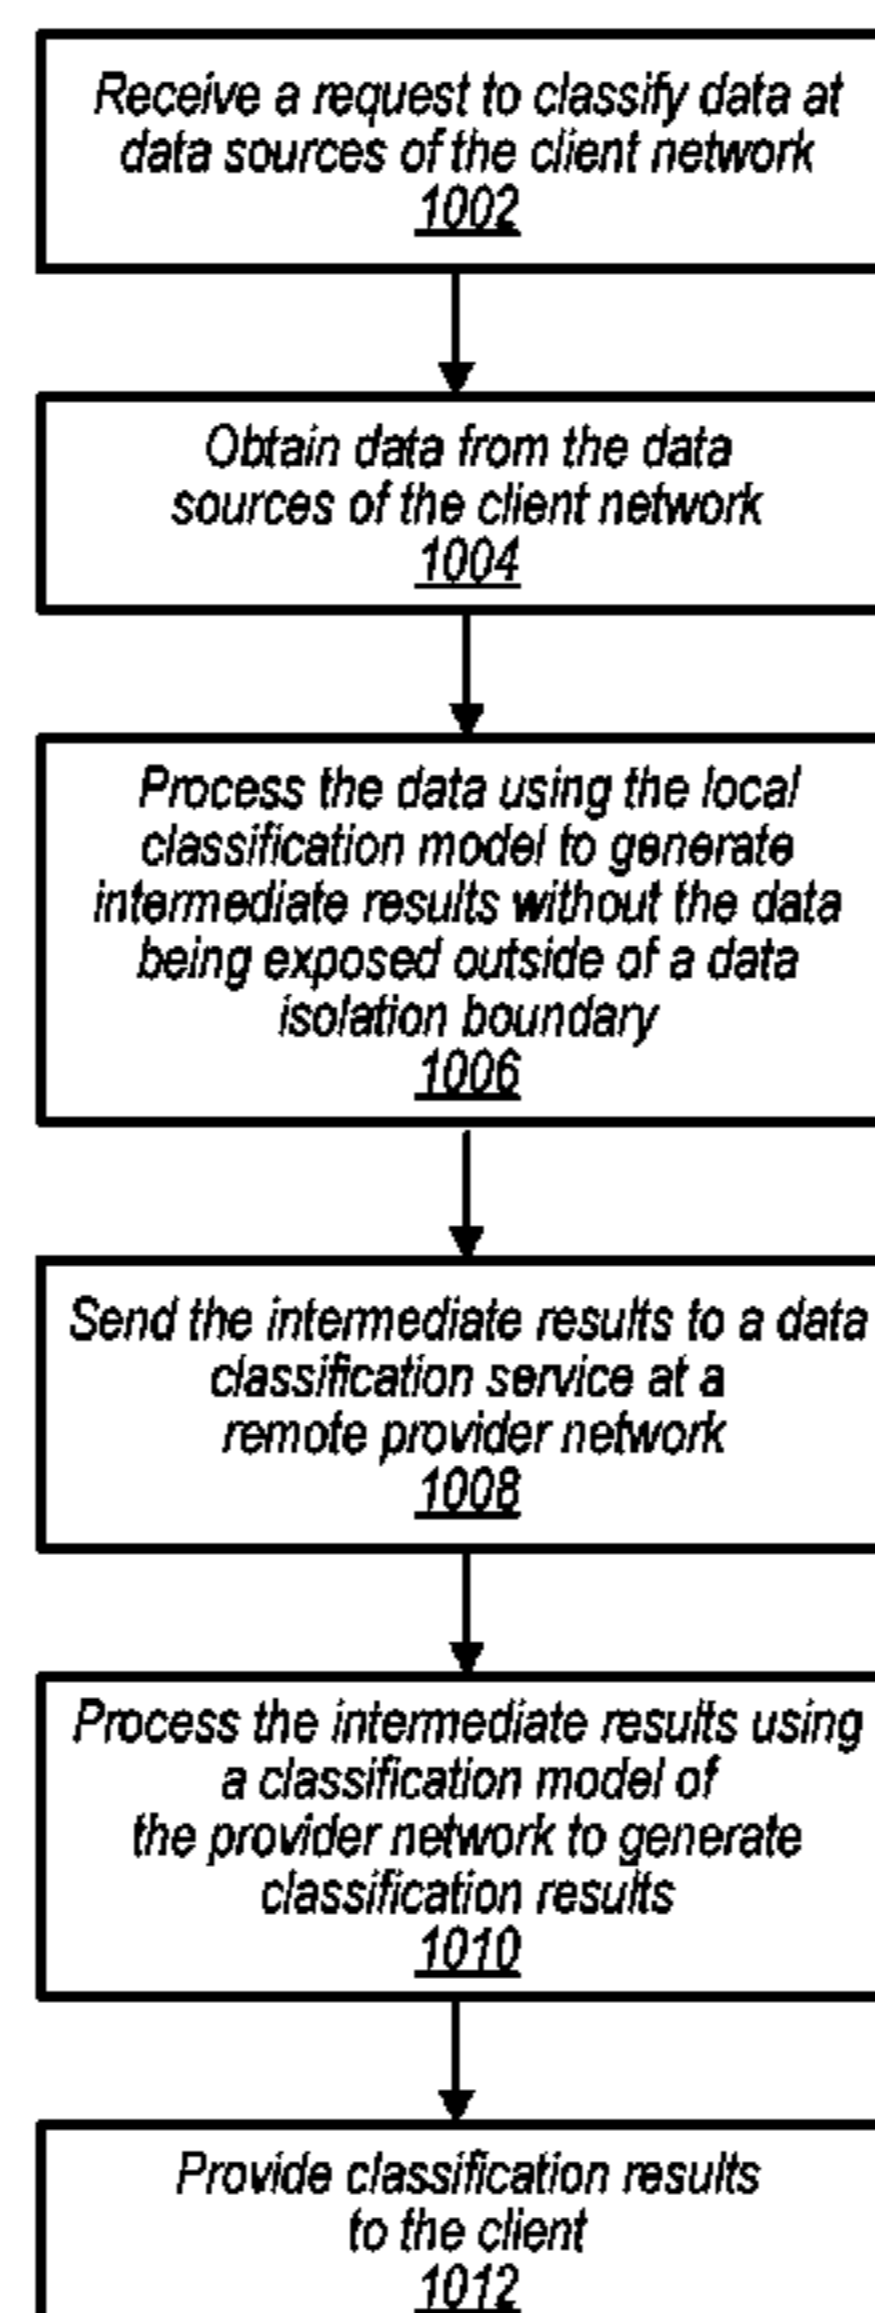 Receive a request to classify data at
data sources of the client network
1002
Obtain data from the data
sources of the client network
1004
Process the data using the local
classification model to generate
intermediate results without the data
being exposed outside of a data
isolation boundary
1006
Send the intermediate results to a data
classification service at a
remote provider network
1008
Process the intermediate results using
a classification model of
the provider network to generate
classification results
1010
Provide classification results
to the client
1012